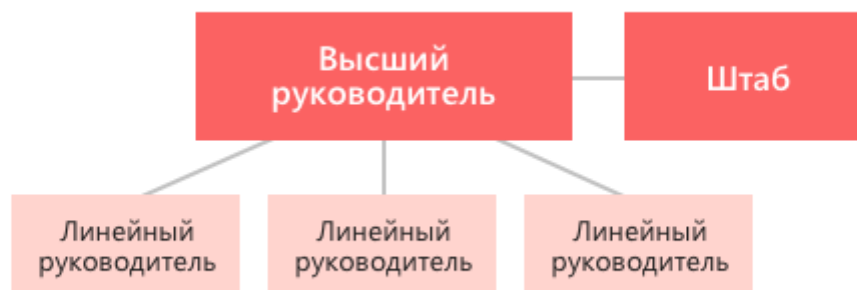 Высший
руководитель
Штаб
Линейный
руководитель
Линейный
руководитель
Линейный
руководитель